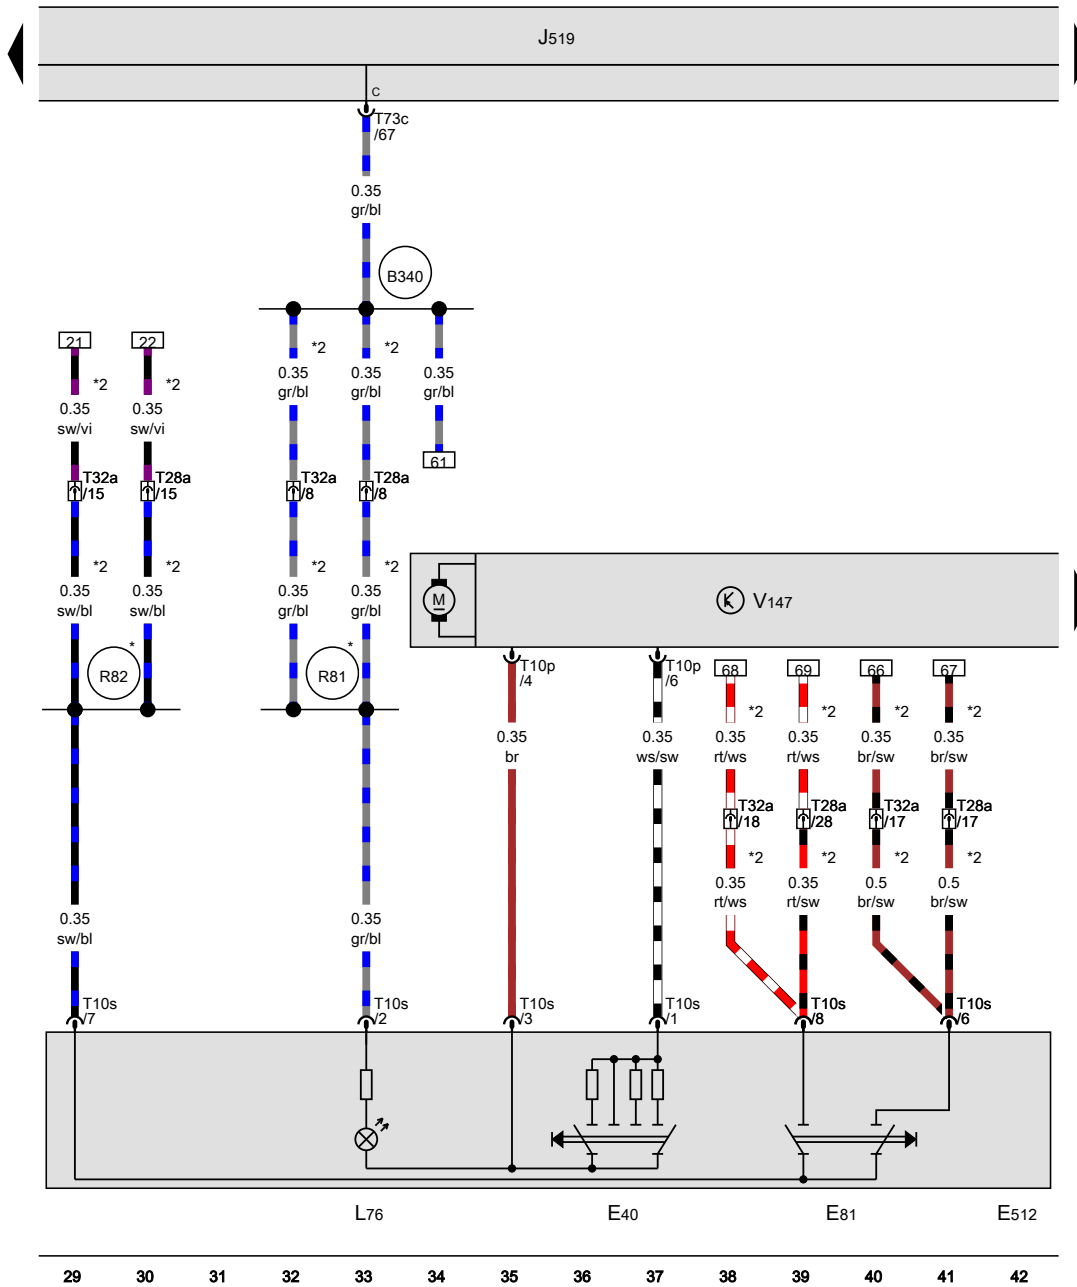 J519
c
T73c
/67
0.35
gr/bl
B340
21
22
*2
*2
*2
*2
0.35
sw/vi
0.35
sw/vi
0.35
gr/bl
0.35
gr/bl
0.35
gr/bl
61
T32a
/15
T28a
/15
T32a
/8
T28a
/8
*2
*2
*2
*2
0.35
sw/bl
0.35
sw/bl
0.35
gr/bl
0.35
gr/bl
M
V147
R82
*
R81
*
T10p
/4
T10p
/6
68
69
66
67
*2
*2
*2
*2
0.35
br
0.35
ws/sw
0.35
rt/ws
0.35
rt/ws
0.35
br/sw
0.35
br/sw
T32a
/18
T28a
/28
T32a
/17
T28a
/17
*2
*2
*2
*2
0.35
rt/ws
0.35
rt/sw
0.5
br/sw
0.5
br/sw
0.35
sw/bl
0.35
gr/bl
T10s
/7
T10s
/2
T10s
/3
T10s
/1
T10s
/8
T10s
/6
L76 E40 E81 E512
29 30 31 32 33 34 35 36 37 38 39 40 41 42